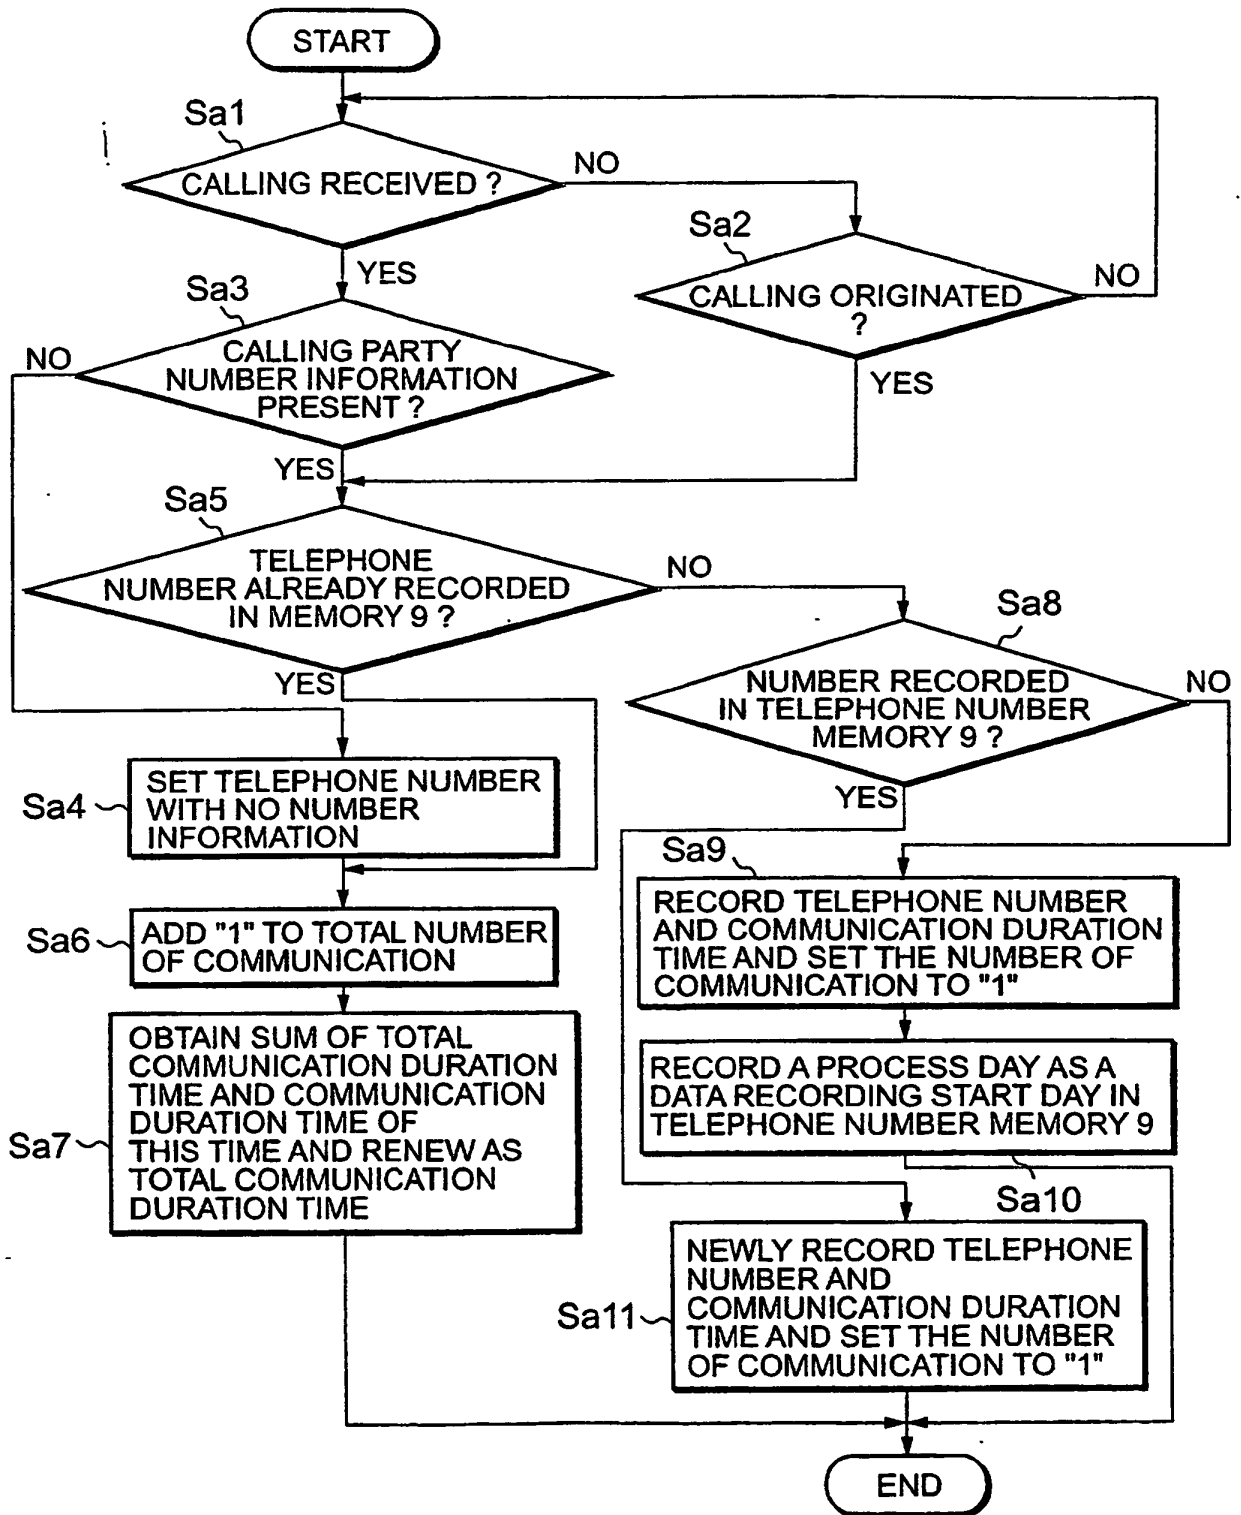 START
Sa1
CALLING RECEIVED ?
NO
YES
Sa2
CALLING ORIGINATED
?
NO
YES
Sa3
CALLING PARTY
NUMBER INFORMATION
PRESENT ?
NO
YES
Sa5
TELEPHONE
NUMBER ALREADY RECORDED
IN MEMORY 9 ?
NO
YES
Sa8
NUMBER RECORDED
IN TELEPHONE NUMBER
MEMORY 9 ?
NO
YES
Sa4
SET TELEPHONE NUMBER
WITH NO NUMBER
INFORMATION
Sa6
ADD "1" TO TOTAL NUMBER
OF COMMUNICATION
Sa7
OBTAIN SUM OF TOTAL
COMMUNICATION DURATION
TIME AND COMMUNICATION
DURATION TIME OF
THIS TIME AND RENEW AS
TOTAL COMMUNICATION
DURATION TIME
Sa9
RECORD TELEPHONE NUMBER
AND COMMUNICATION DURATION
TIME AND SET THE NUMBER OF
COMMUNICATION TO "1"
RECORD A PROCESS DAY AS A
DATA RECORDING START DAY IN
TELEPHONE NUMBER MEMORY 9
Sa10
Sa11
NEWLY RECORD TELEPHONE
NUMBER AND
COMMUNICATION DURATION
TIME AND SET THE NUMBER
OF COMMUNICATION TO "1"
END